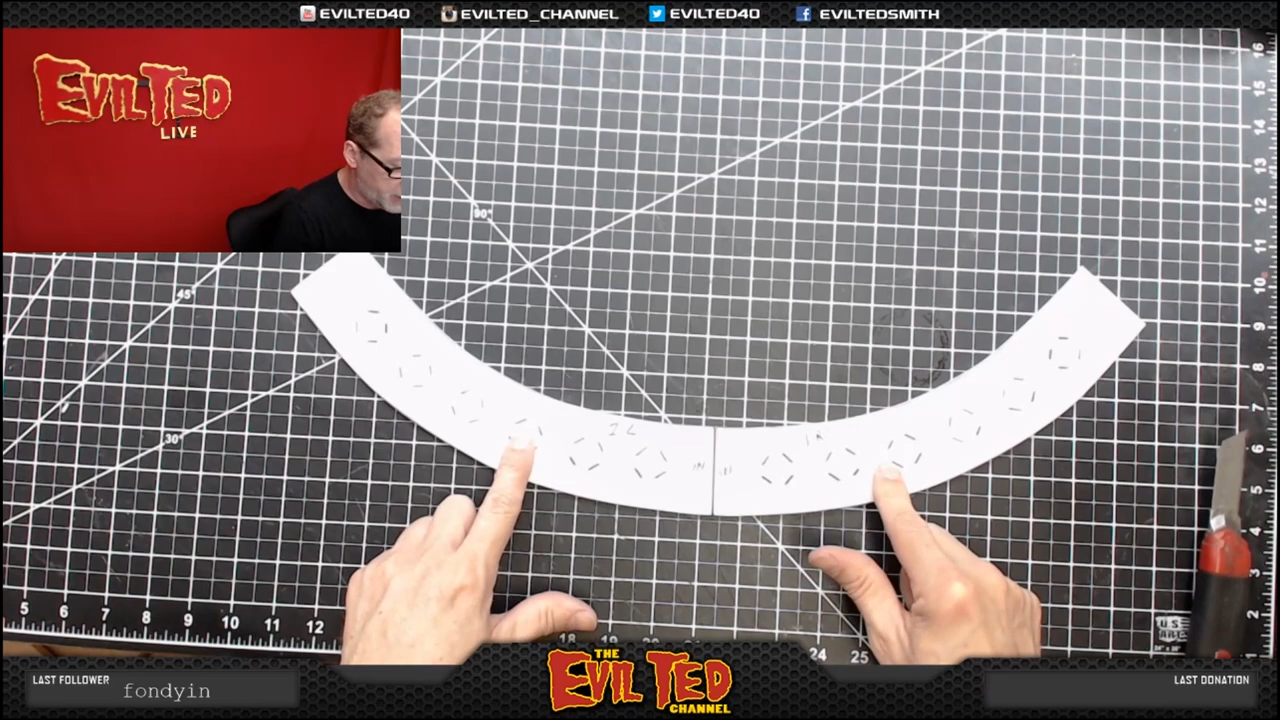 EVILTED40 EVILTED_CHANNEL EVILTED40 EVILTEDSMITH
EVIL TED
LIVE
90°
45°
30°
16
15
14
13
12
11
10
9
8
7
6
5
4
3
2
1
5 6 7 8 9 10 11 12
18 19 20 24 25
THE
EVIL TED
CHANNEL
LAST FOLLOWER fondyin
LAST DONATION